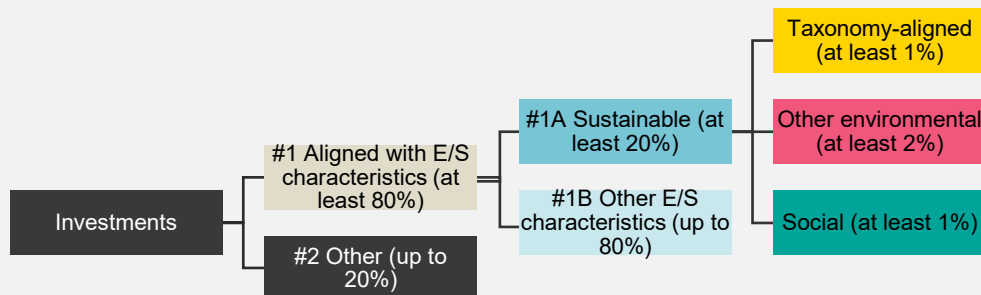 Investments
#1 Aligned with E/S
characteristics (at
least 80%)
#2 Other (up to
20%)
#1A Sustainable (at
least 20%)
#1B Other E/S
characteristics (up to
80%)
Taxonomy-aligned
(at least 1%)
Other environmental
(at least 2%)
Social (at least 1%)